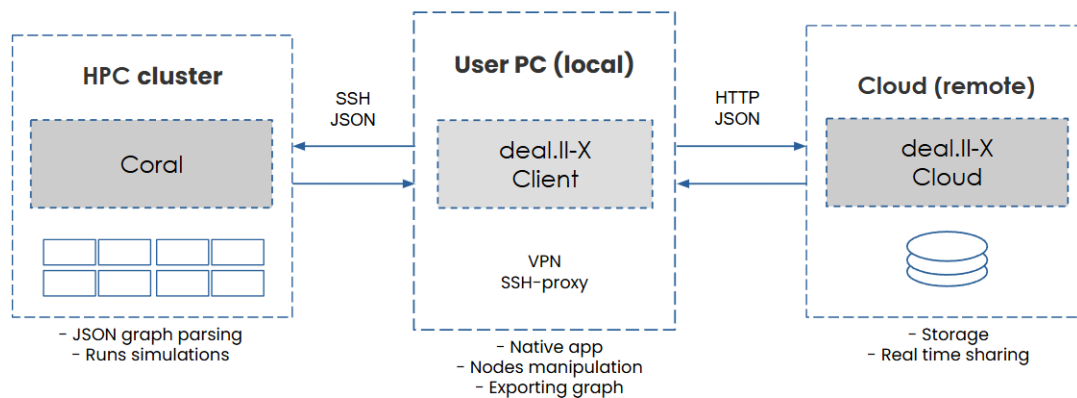 HPC cluster
Coral
- JSON graph parsing
- Runs simulations
SSH
JSON
User PC (local)
deal.II-X
Client
VPN
SSH-proxy
- Native app
- Nodes manipulation
- Exporting graph
HTTP
JSON
Cloud (remote)
deal.II-X
Cloud
- Storage
- Real time sharing